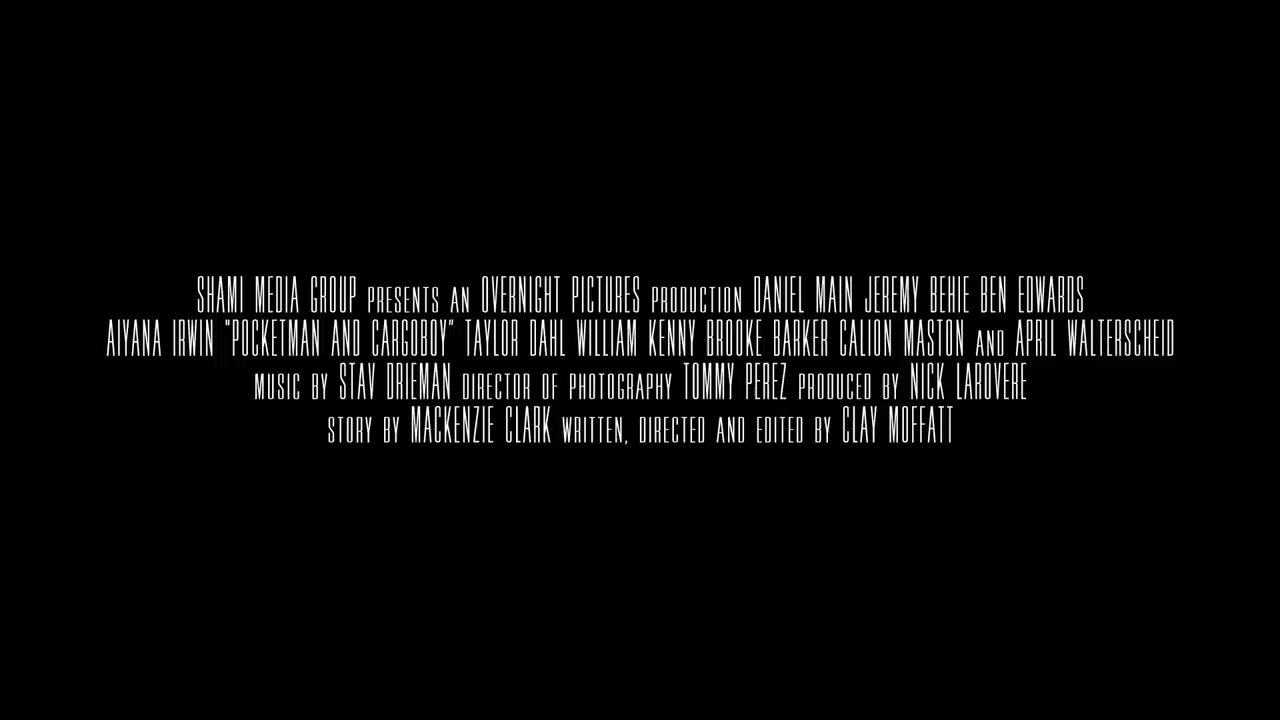 SHAMI MEDIA GROUP PRESENTS AN OVERNIGHT PICTURES PRODUCTION DANIEL MAIN JEREMY BEHIE BEN EDWARDS
AIYANA IRWIN "POCKETMAN AND CARGOBOY" TAYLOR DAHL WILLIAM KENNY BROOKE BARKER CALION MASTON AND APRIL WALTERSCHEID
MUSIC BY STAV DRIEMAN DIRECTOR OF PHOTOGRAPHY TOMMY PEREZ PRODUCED BY NICK LAROVERE
STORY BY MACKENZIE CLARK WRITTEN, DIRECTED AND EDITED BY CLAY MOFFATT